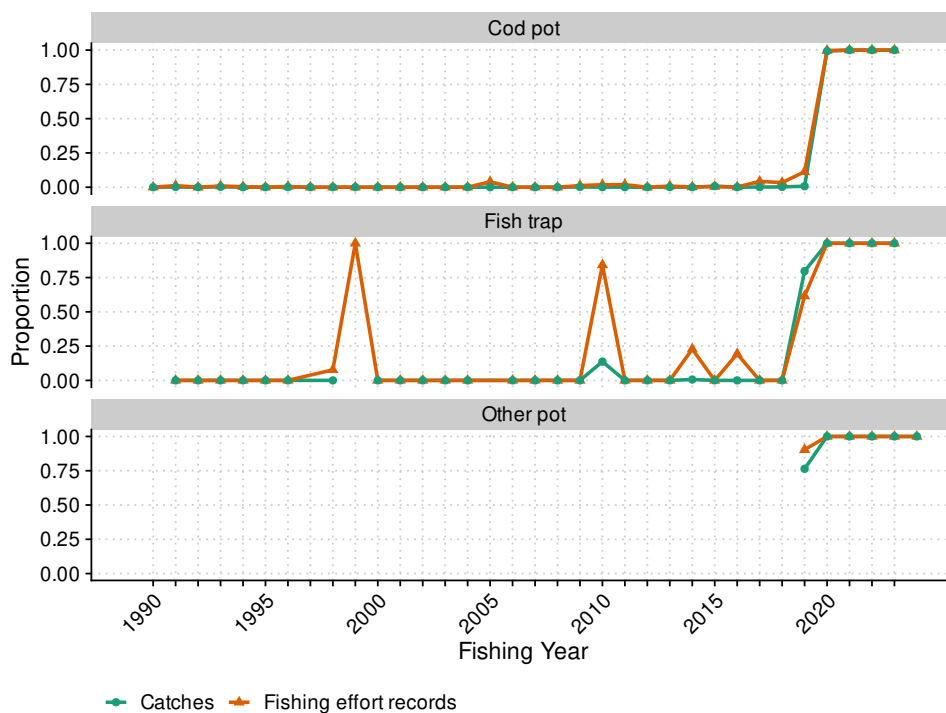 Cod pot
1.00
0.75
0.50
0.25
0.00
Fish trap
1.00
0.75
0.50
0.25
0.00
Other pot
1.00
0.75
0.50
0.25
0.00
Proportion
1990 1995 2000 2005 2010 2015 2020
Fishing Year
Catches Fishing effort records